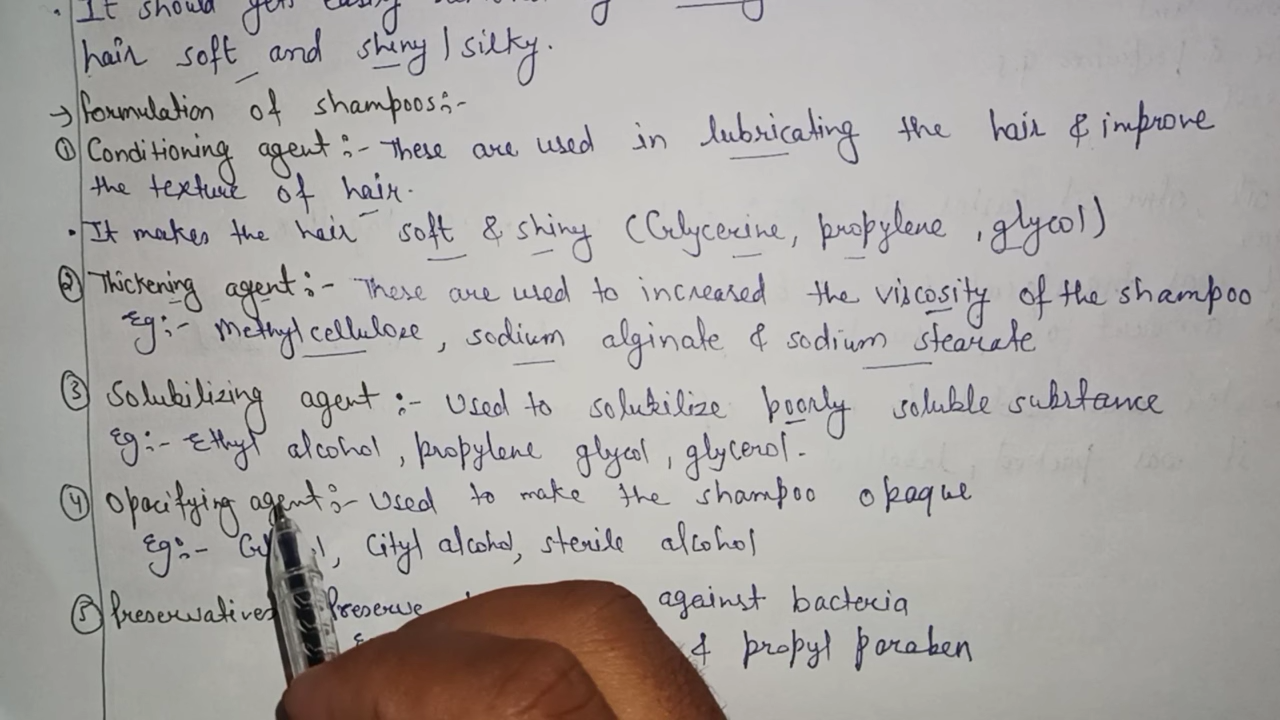 · It should gets
hair soft and shiny / silky.
→ formulation of shampoos:-
① Conditioning agent :- These are used in lubricating the hair & improve
the texture of hair.
· It makes the hair soft & shiny (Glycerine, propylene, glycol)
② Thickening agent :- These are used to increased the viscosity of the shampoo
Eg:- Methylcellulose, sodium alginate & sodium stearate
③ Solubilizing agent :- Used to solubilize poorly soluble substance
Eg:- Ethyl alcohol, propylene glycol, glycerol.
④ Opacifying agent:- Used to make the shampoo opaque
Eg:- Cityl alcohol, sterile alcohol
⑤ Preservatives Preserve against bacteria
& propyl paraben